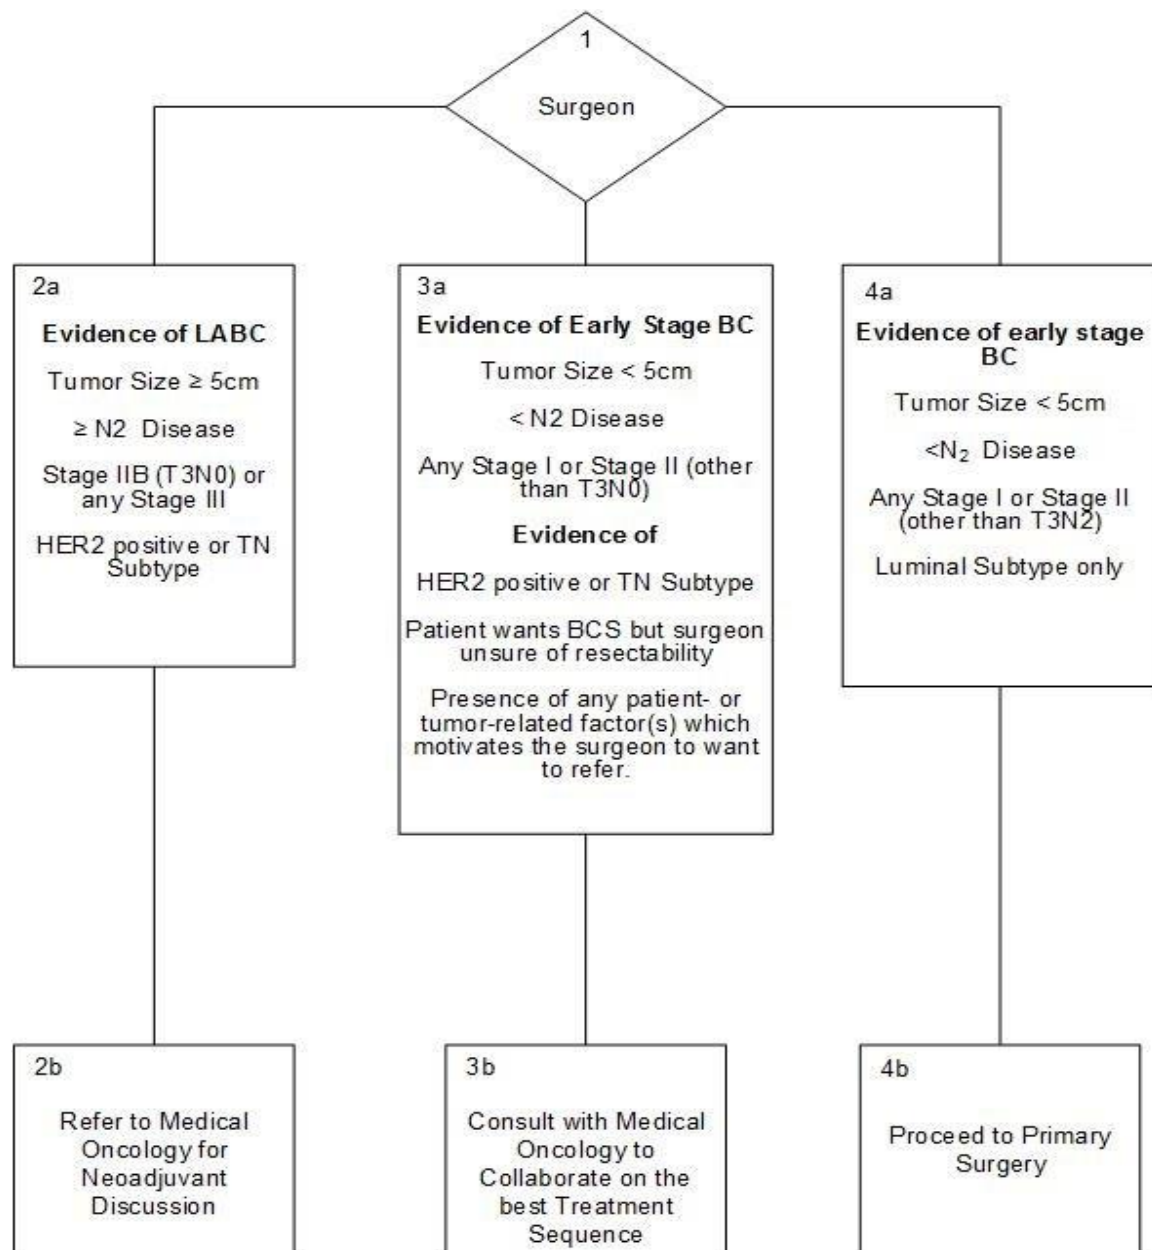 1
Surgeon
2a
Evidence of LABC
Tumor Size ≥ 5cm
≥ N2 Disease
Stage IIB (T3N0) or
any Stage III
HER2 positive or TN
Subtype
3a
Evidence of Early Stage BC
Tumor Size < 5cm
< N2 Disease
Any Stage I or Stage II (other
than T3N0)
Evidence of
HER2 positive or TN Subtype
Patient wants BCS but surgeon
unsure of resectability
Presence of any patient- or
tumor-related factor(s) which
motivates the surgeon to want
to refer.
4a
Evidence of early stage
BC
Tumor Size < 5cm
<N₂ Disease
Any Stage I or Stage II
(other than T3N2)
Luminal Subtype only
2b
Refer to Medical
Oncology for
Neoadjuvant
Discussion
3b
Consult with Medical
Oncology to
Collaborate on the
best Treatment
Sequence
4b
Proceed to Primary
Surgery